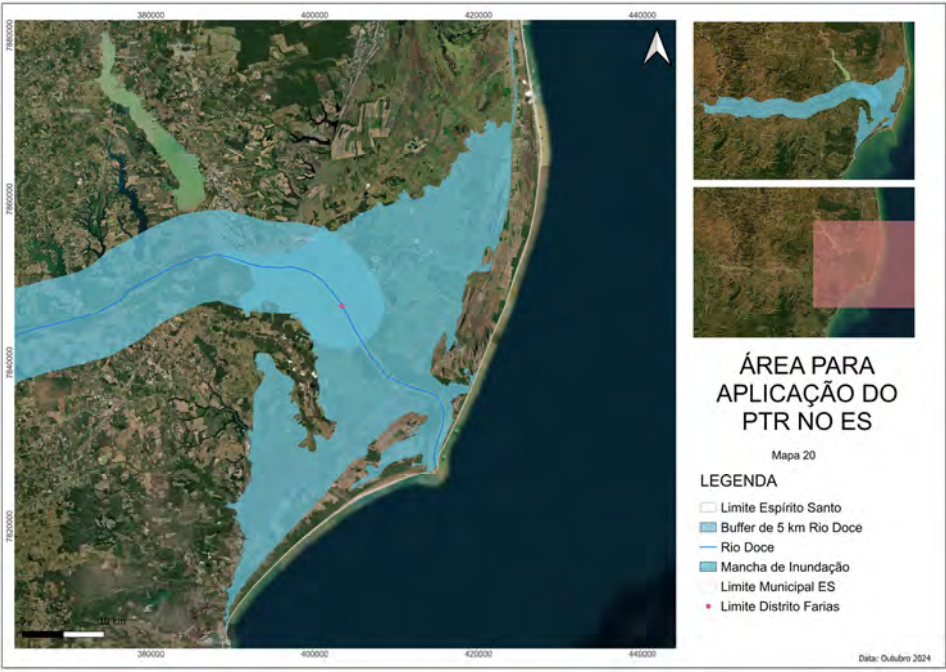 380000 400000 420000 440000
7880000
7860000
7840000
7820000
10 km
380000 400000 420000 440000
ÁREA PARA
APLICAÇÃO DO
PTR NO ES
Mapa 20
LEGENDA
Limite Espírito Santo
Buffer de 5 km Rio Doce
Rio Doce
Mancha de Inundação
Limite Municipal ES
Limite Distrito Farias
Data: Outubro 2024